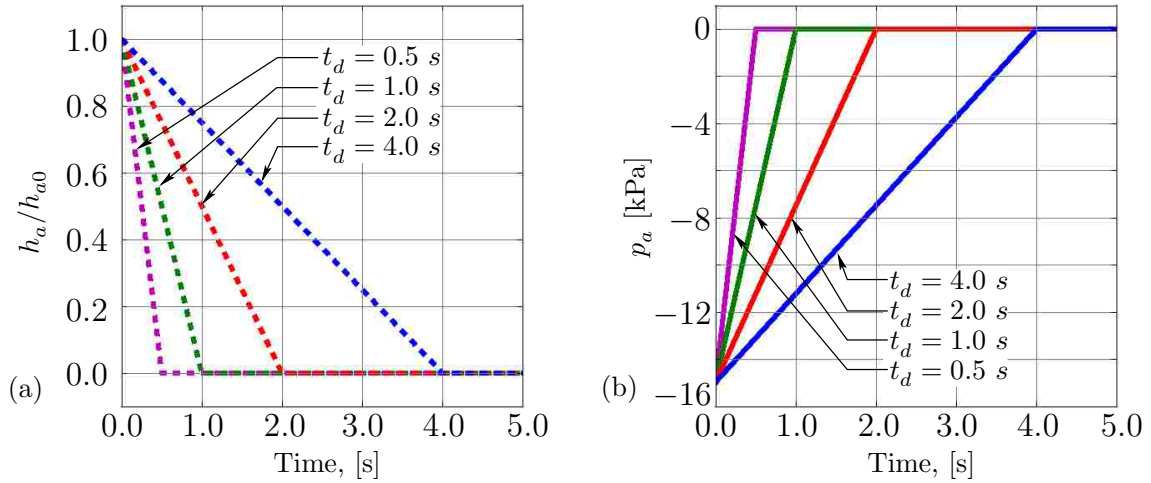 1.0
0.8
0.6
0.4
0.2
0.0
h_a/h_{a0}
t_d = 0.5 s
t_d = 1.0 s
t_d = 2.0 s
t_d = 4.0 s
(a)
0.0 1.0 2.0 3.0 4.0 5.0
Time, [s]
0
−4
−8
−12
−16
p_a [kPa]
t_d = 4.0 s
t_d = 2.0 s
t_d = 1.0 s
t_d = 0.5 s
(b)
0.0 1.0 2.0 3.0 4.0 5.0
Time, [s]